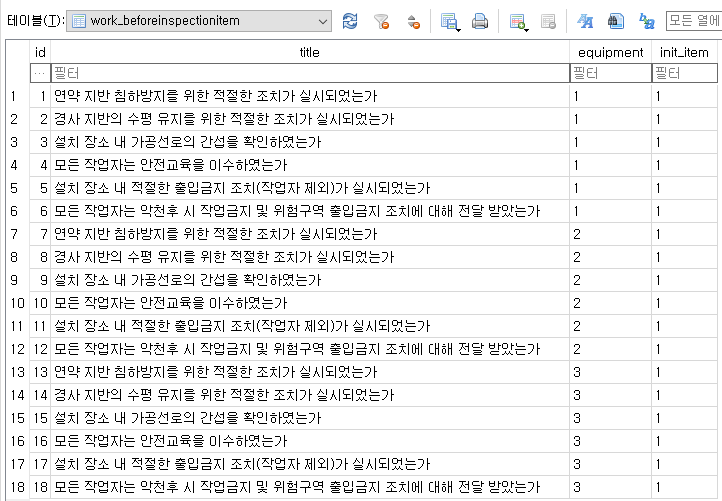 테이블(T): work_beforeinspectionitem 모든 열에
id title equipment init_item
... 필터 필터 필터
1 1 연약 지반 침하방지를 위한 적절한 조치가 실시되었는가 1 1
2 2 경사 지반의 수평 유지를 위한 적절한 조치가 실시되었는가 1 1
3 3 설치 장소 내 가공선로의 간섭을 확인하였는가 1 1
4 4 모든 작업자는 안전교육을 이수하였는가 1 1
5 5 설치 장소 내 적절한 출입금지 조치(작업자 제외)가 실시되었는가 1 1
6 6 모든 작업자는 악천후 시 작업금지 및 위험구역 출입금지 조치에 대해 전달 받았는가 1 1
7 7 연약 지반 침하방지를 위한 적절한 조치가 실시되었는가 2 1
8 8 경사 지반의 수평 유지를 위한 적절한 조치가 실시되었는가 2 1
9 9 설치 장소 내 가공선로의 간섭을 확인하였는가 2 1
10 10 모든 작업자는 안전교육을 이수하였는가 2 1
11 11 설치 장소 내 적절한 출입금지 조치(작업자 제외)가 실시되었는가 2 1
12 12 모든 작업자는 악천후 시 작업금지 및 위험구역 출입금지 조치에 대해 전달 받았는가 2 1
13 13 연약 지반 침하방지를 위한 적절한 조치가 실시되었는가 3 1
14 14 경사 지반의 수평 유지를 위한 적절한 조치가 실시되었는가 3 1
15 15 설치 장소 내 가공선로의 간섭을 확인하였는가 3 1
16 16 모든 작업자는 안전교육을 이수하였는가 3 1
17 17 설치 장소 내 적절한 출입금지 조치(작업자 제외)가 실시되었는가 3 1
18 18 모든 작업자는 악천후 시 작업금지 및 위험구역 출입금지 조치에 대해 전달 받았는가 3 1